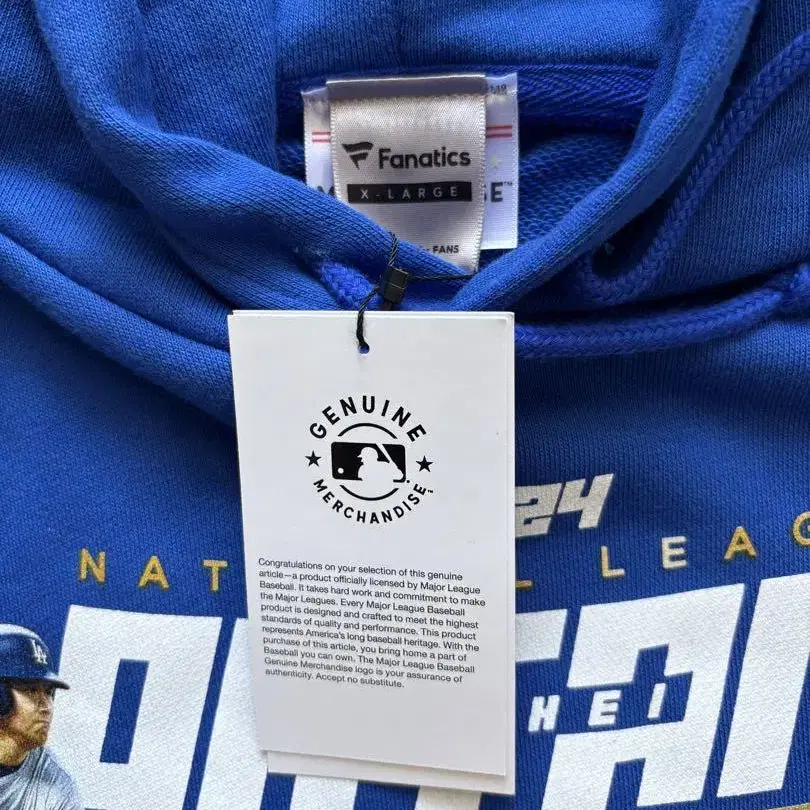 Fanatics
X-LARGE
FANS
GENUINE
MERCHANDISE™
Congratulations on your selection of this genuine
article—a product officially licensed by Major League
Baseball. It takes hard work and commitment to make
the Major Leagues. Every Major League Baseball
product is designed and crafted to meet the highest
standards of quality and performance. This product
represents America's long baseball heritage. With the
purchase of this article, you bring home a part of
Baseball you can own. The Major League Baseball
Genuine Merchandise logo is your assurance of
authenticity. Accept no substitute.
24
NAT L LEAG
HEI
LA